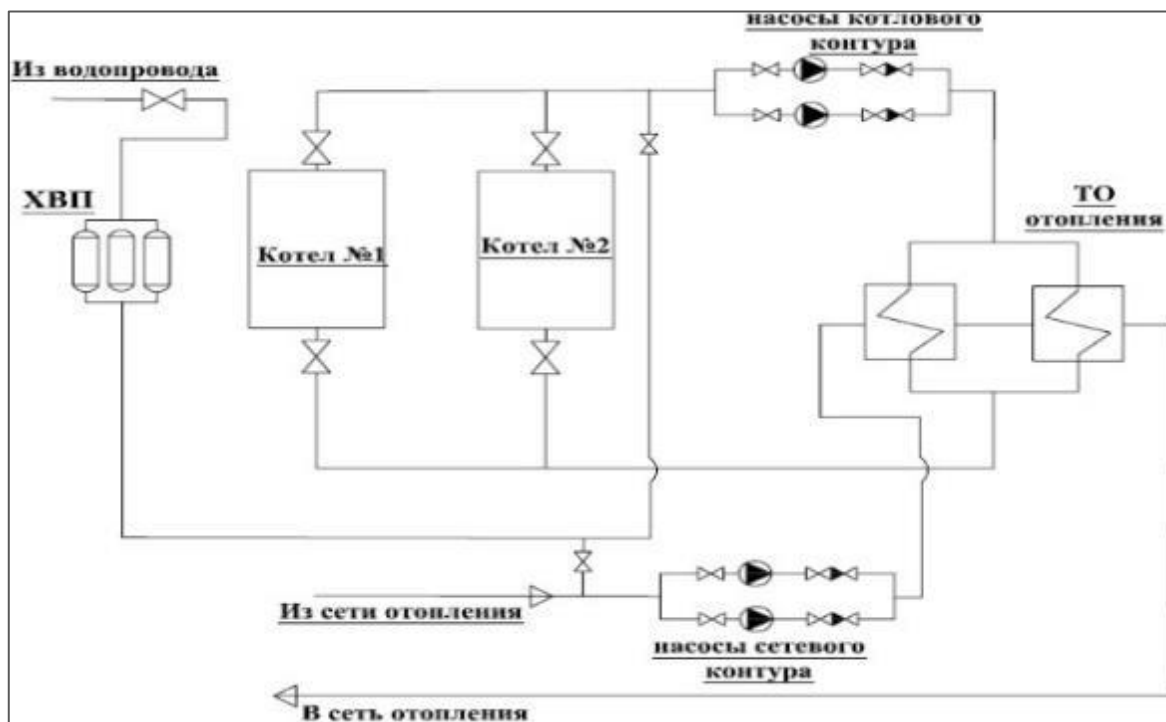 насосы котлового
контура
Из водопровода
ХВП
Котел №1
Котел №2
ТО
отопления
Из сети отопления
насосы сетевого
контура
В сеть отопления